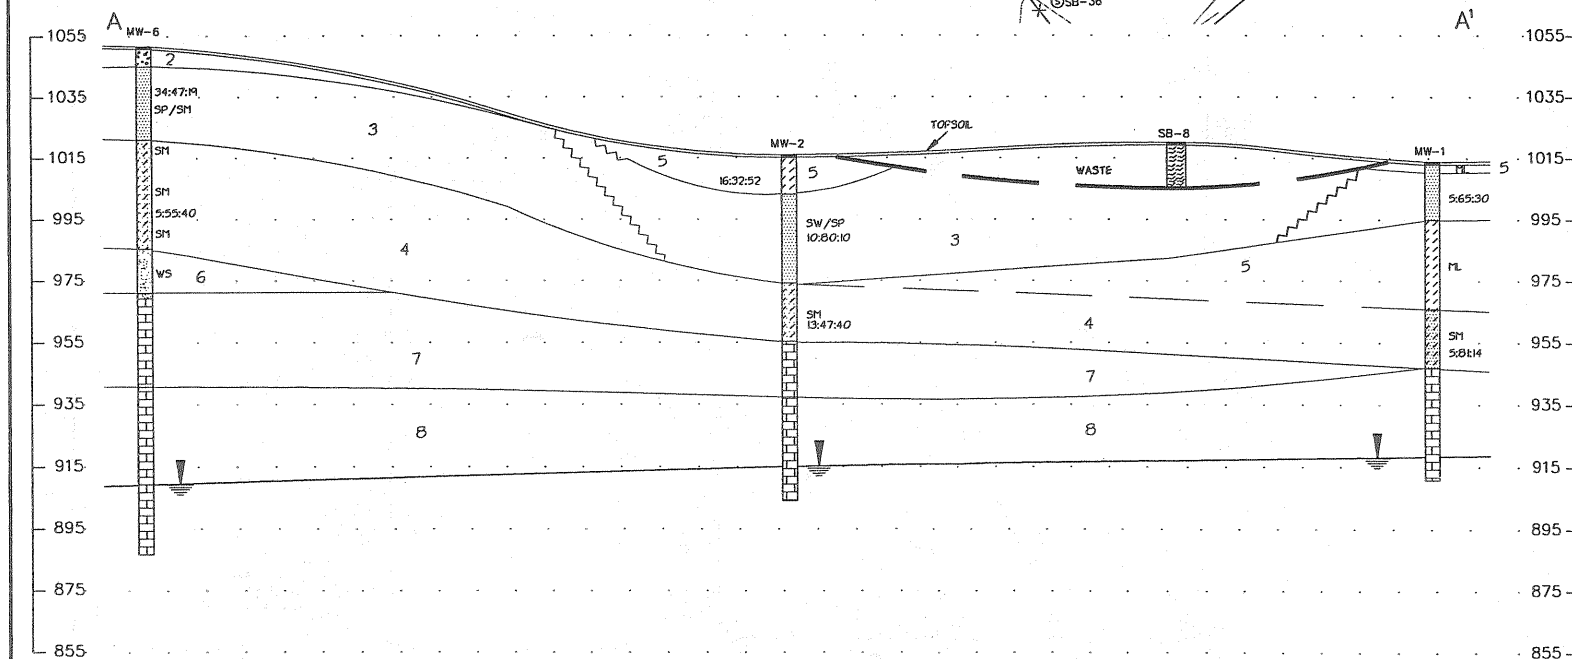 SB-36
A
A'
MW-6
1055
1055
2
34:47:19
SP/SM
1035
1035
3
TOPSOIL
SB-8
MW-2
MW-1
SM
1015
5
5
WASTE
1015
ML
5
16:32:52
SM
5:65:30
5:55:40
995
SW/SP
10:80:10
995
SM
4
3
5
ML
WS
6
975
975
SM
13:47:40
4
SM
5:81:14
955
955
7
7
935
935
8
8
915
915
895
895
875
875
855
855